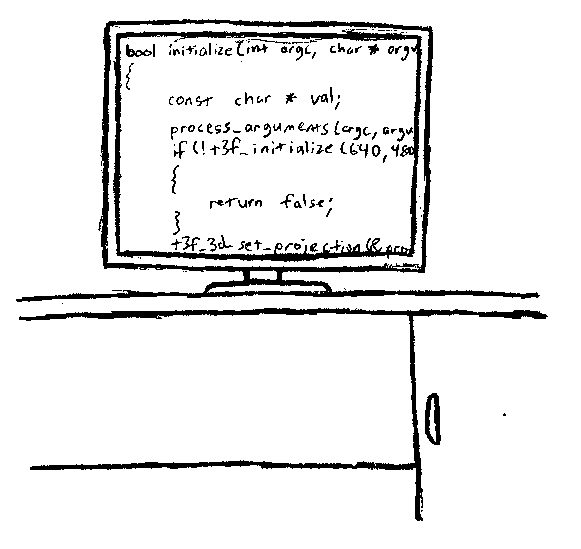 bool initialize(int argc, char * argv
{
const char * val;
process_arguments(argc, argv
if (!t3f_initialize(640, 480
{
return false;
}
t3f_3d_set_projection(&pro